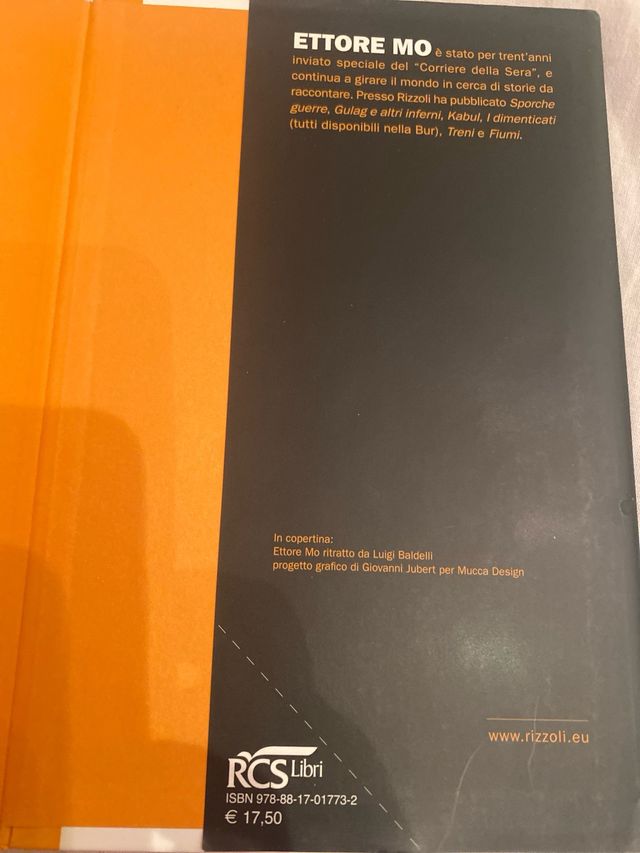 ETTORE MO è stato per trent'anni
inviato speciale del "Corriere della Sera", e
continua a girare il mondo in cerca di storie da
raccontare. Presso Rizzoli ha pubblicato Sporche
guerre, Gulag e altri inferni, Kabul, I dimenticati
(tutti disponibili nella Bur), Treni e Fiumi.
In copertina:
Ettore Mo ritratto da Luigi Baldelli
progetto grafico di Giovanni Jubert per Mucca Design
www.rizzoli.eu
RCS Libri
ISBN 978-88-17-01773-2
€ 17,50